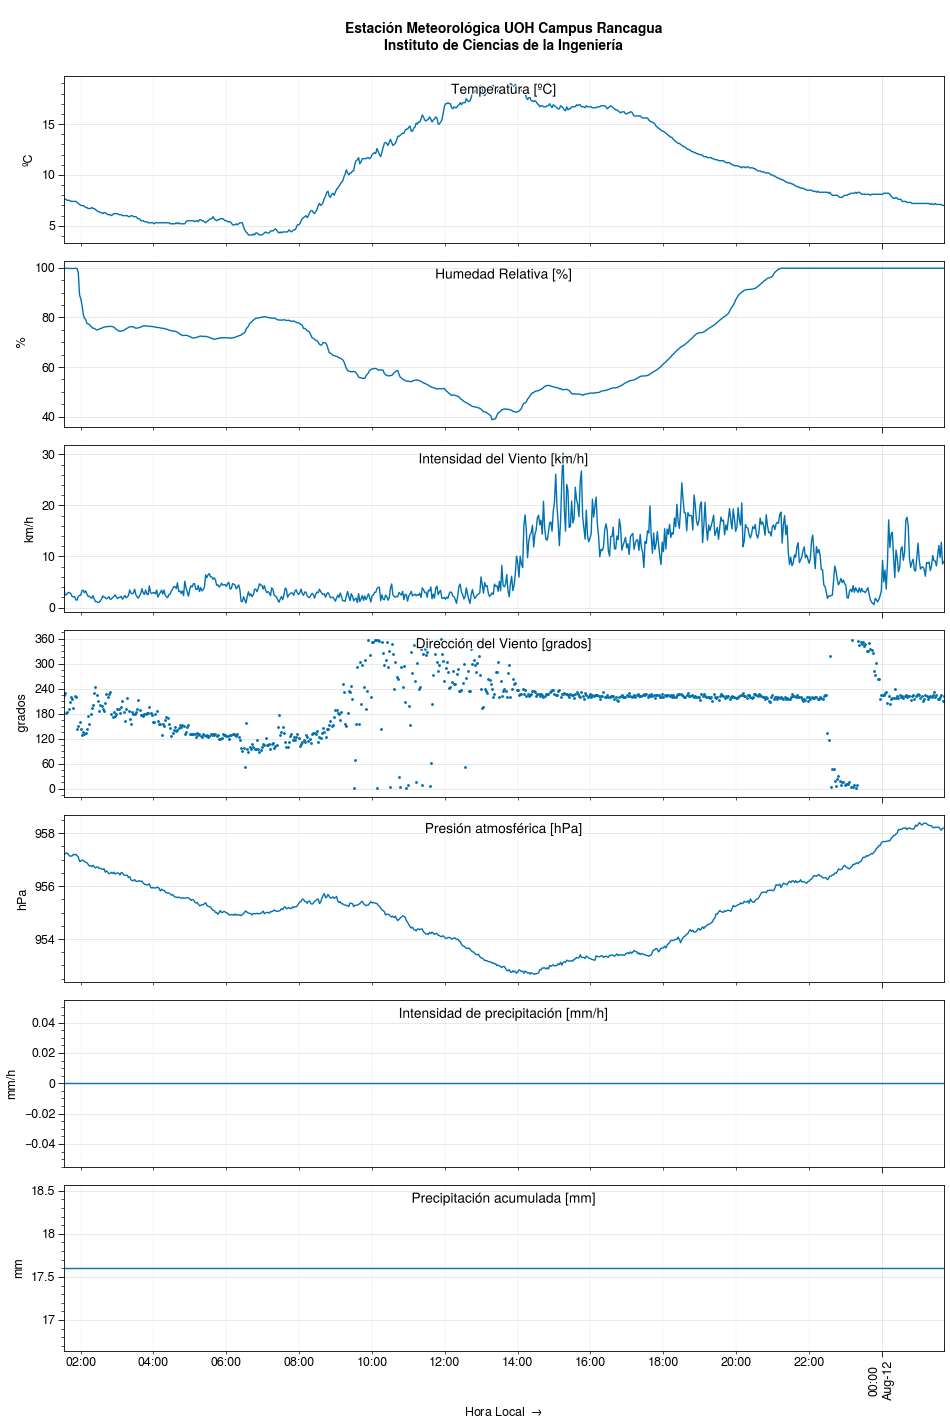 Estación Meteorológica UOH Campus Rancagua
Instituto de Ciencias de la Ingeniería
Temperatura [ºC]
ºC
15
10
5
Humedad Relativa [%]
%
100
80
60
40
Intensidad del Viento [km/h]
km/h
30
20
10
0
Dirección del Viento [grados]
grados
360
300
240
180
120
60
0
Presión atmosférica [hPa]
hPa
958
956
954
Intensidad de precipitación [mm/h]
mm/h
0.04
0.02
0
−0.02
−0.04
Precipitación acumulada [mm]
mm
18.5
18
17.5
17
02:00 04:00 06:00 08:00 10:00 12:00 14:00 16:00 18:00 20:00 22:00
00:00
Aug-12
Hora Local →